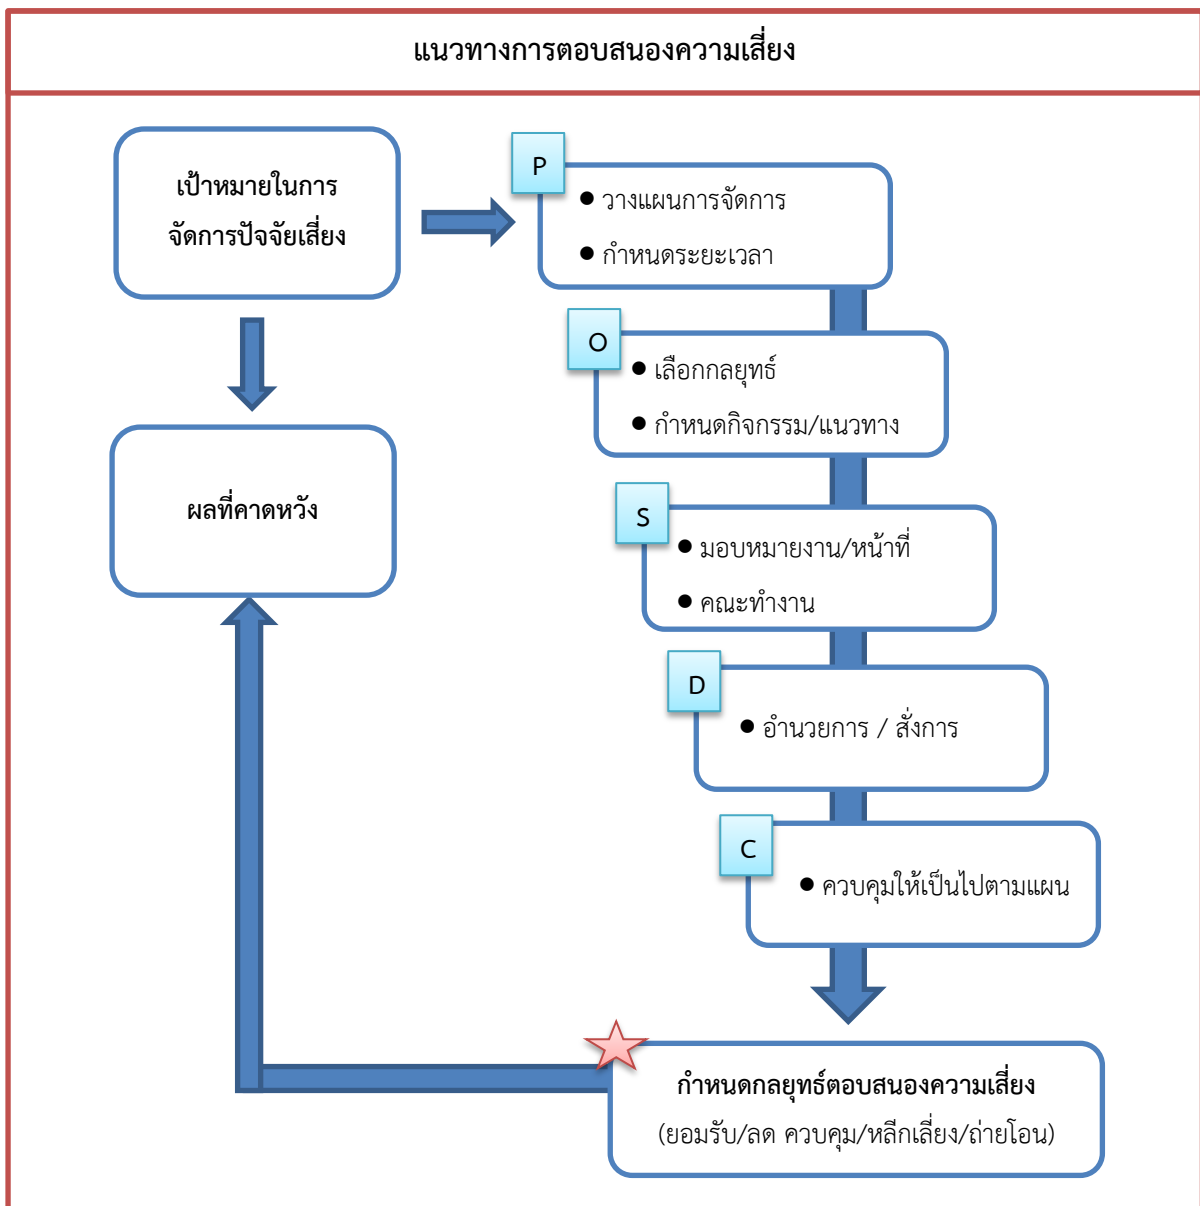 แนวทางการตอบสนองความเสี่ยง
เป้าหมายในการ
จัดการปัจจัยเสี่ยง
P
● วางแผนการจัดการ
● กำหนดระยะเวลา
O
● เลือกกลยุทธ์
● กำหนดกิจกรรม/แนวทาง
ผลที่คาดหวัง
S
● มอบหมายงาน/หน้าที่
● คณะทำงาน
D
● อำนวยการ / สั่งการ
C
● ควบคุมให้เป็นไปตามแผน
กำหนดกลยุทธ์ตอบสนองความเสี่ยง
(ยอมรับ/ลด ควบคุม/หลีกเลี่ยง/ถ่ายโอน)